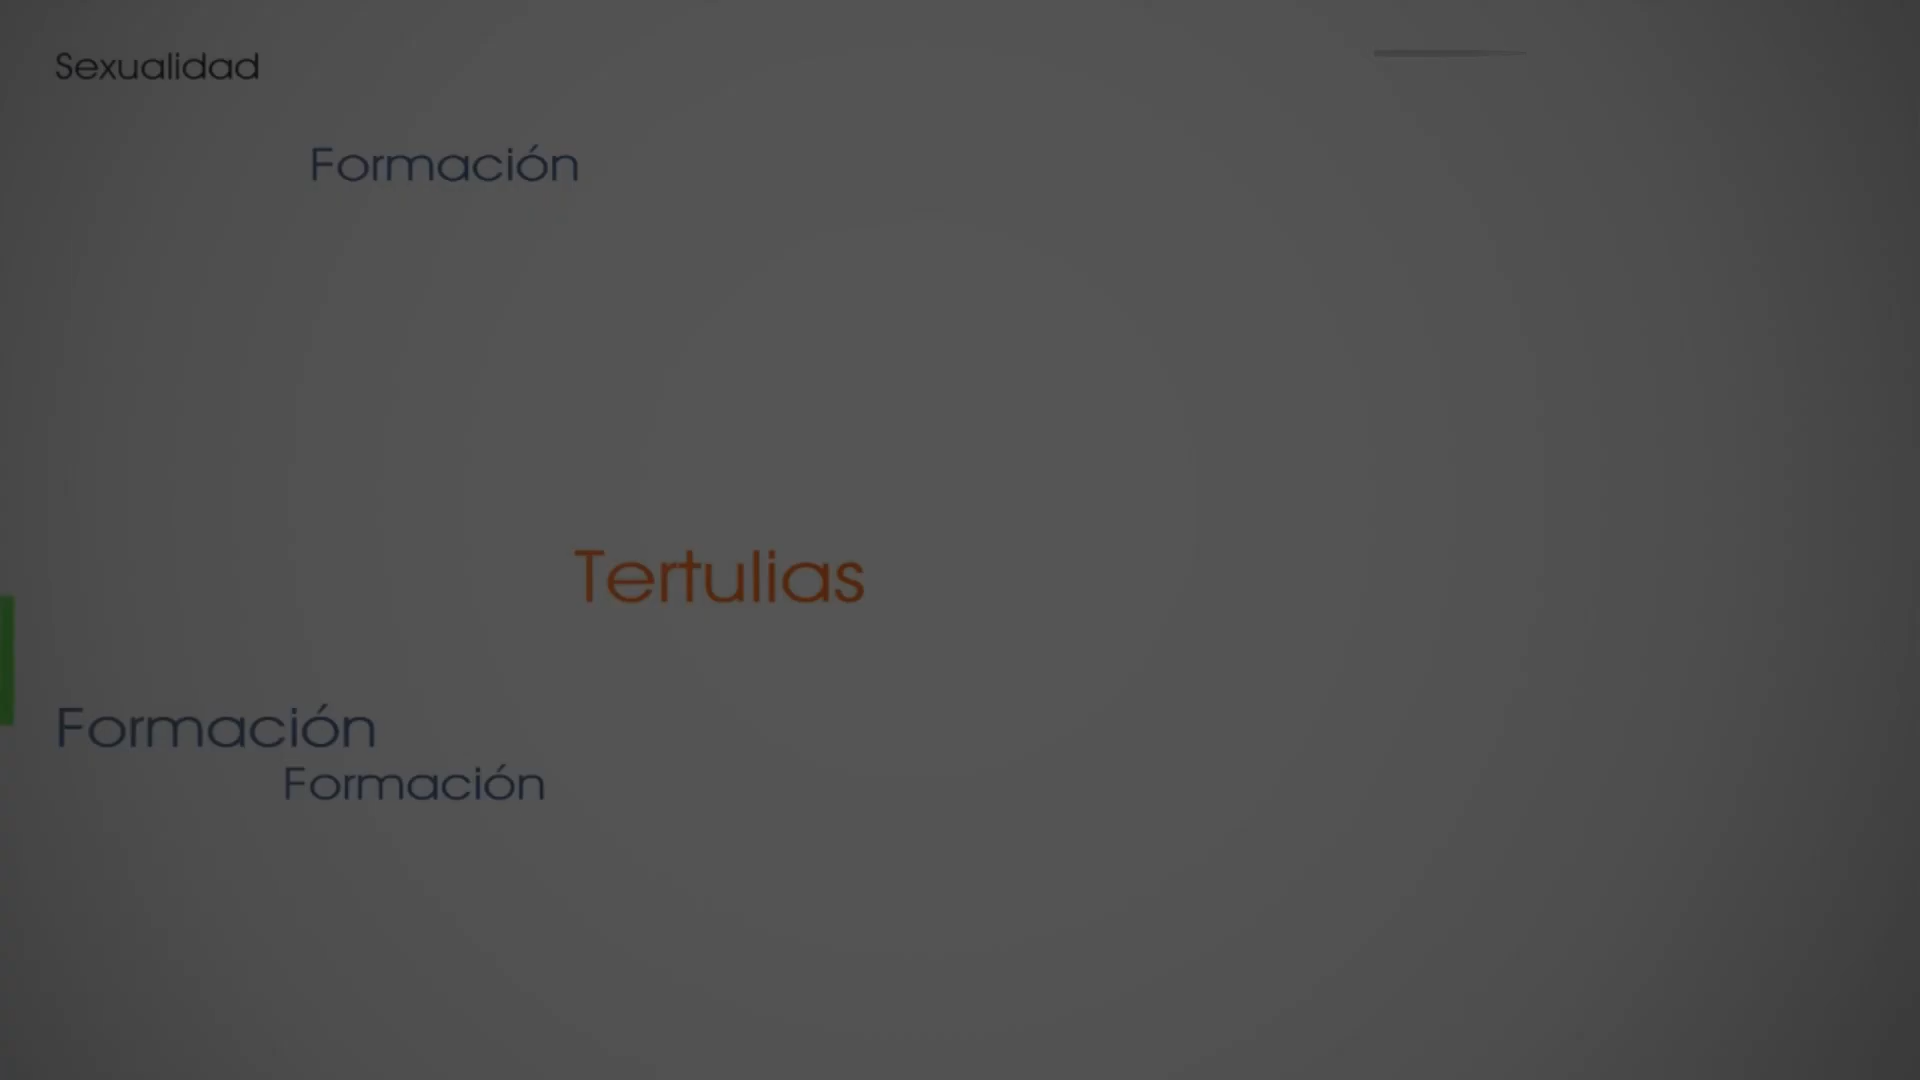 Sexualidad
Formación
Tertulias
Formación
Formación